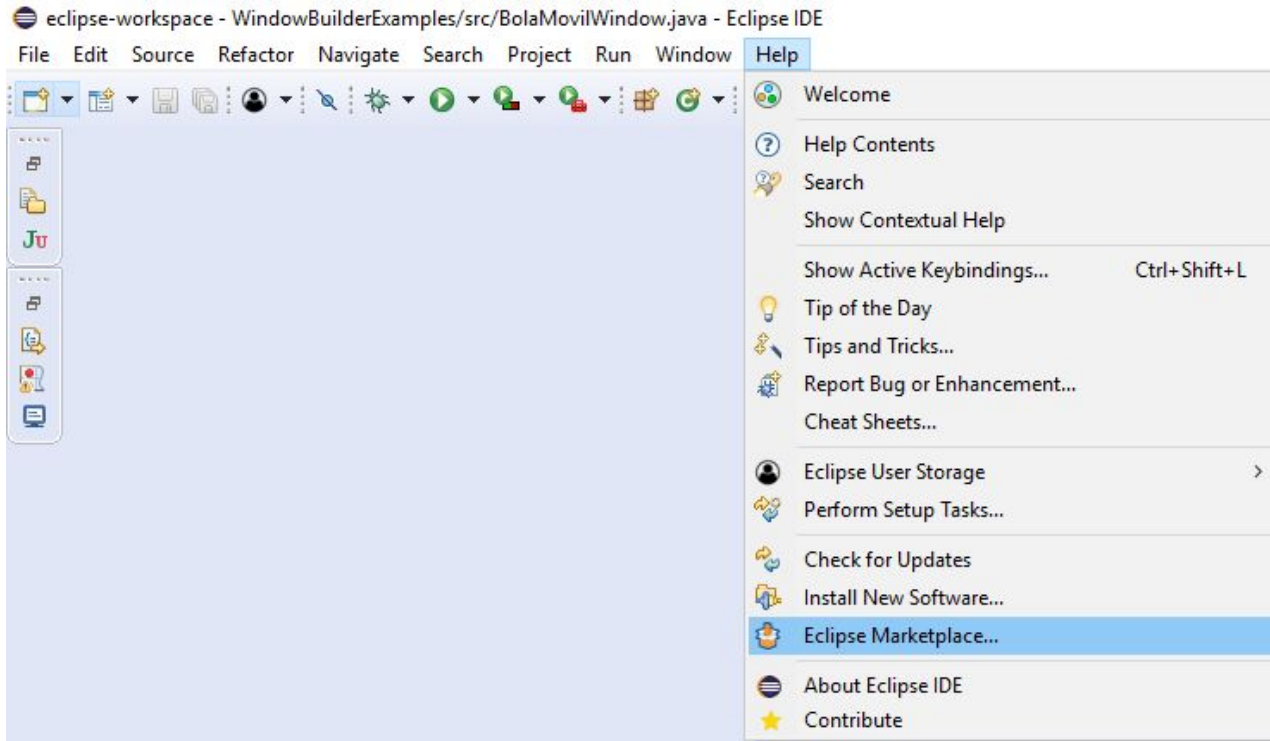 eclipse-workspace - WindowBuilderExamples/src/BolaMovilWindow.java - Eclipse IDE
File Edit Source Refactor Navigate Search Project Run Window Help
Welcome
Help Contents
Search
Show Contextual Help
Show Active Keybindings... Ctrl+Shift+L
Tip of the Day
Tips and Tricks...
Report Bug or Enhancement...
Cheat Sheets...
Eclipse User Storage
Perform Setup Tasks...
Check for Updates
Install New Software...
Eclipse Marketplace...
About Eclipse IDE
Contribute
JU